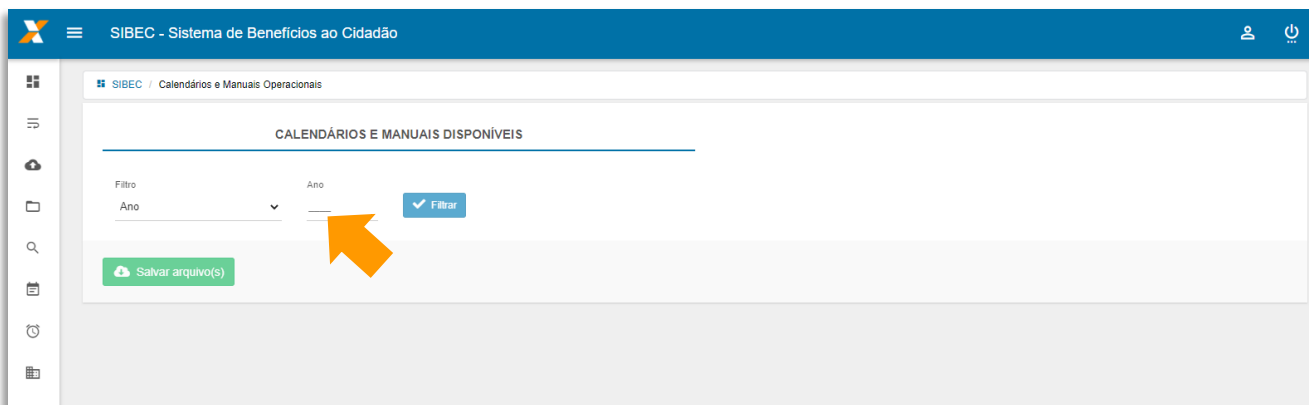 SIBEC - Sistema de Benefícios ao Cidadão
SIBEC / Calendários e Manuais Operacionais
CALENDÁRIOS E MANUAIS DISPONÍVEIS
Filtro Ano
Ano ____ Filtrar
Salvar arquivo(s)